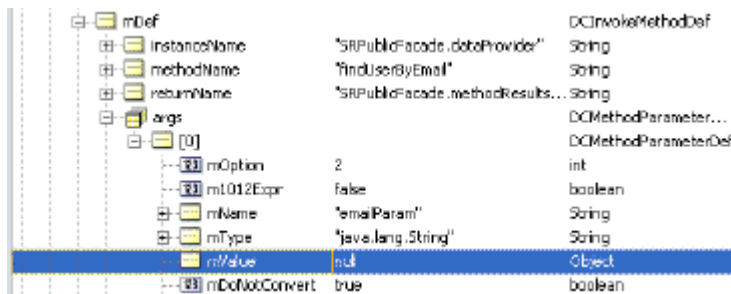 mDef DCInvokeMethodDef
instanceName "SRPublicFacade.dataProvider" String
methodName "findUserByEmail" String
returnName "SRPublicFacade.methodResults... String
args DCMethodParameter...
[0] DCMethodParameterDef
mOption 2 int
m1012Expr false boolean
mName "emailParam" String
mType "java.lang.String" String
mValue null Object
mDoNotConvert true boolean